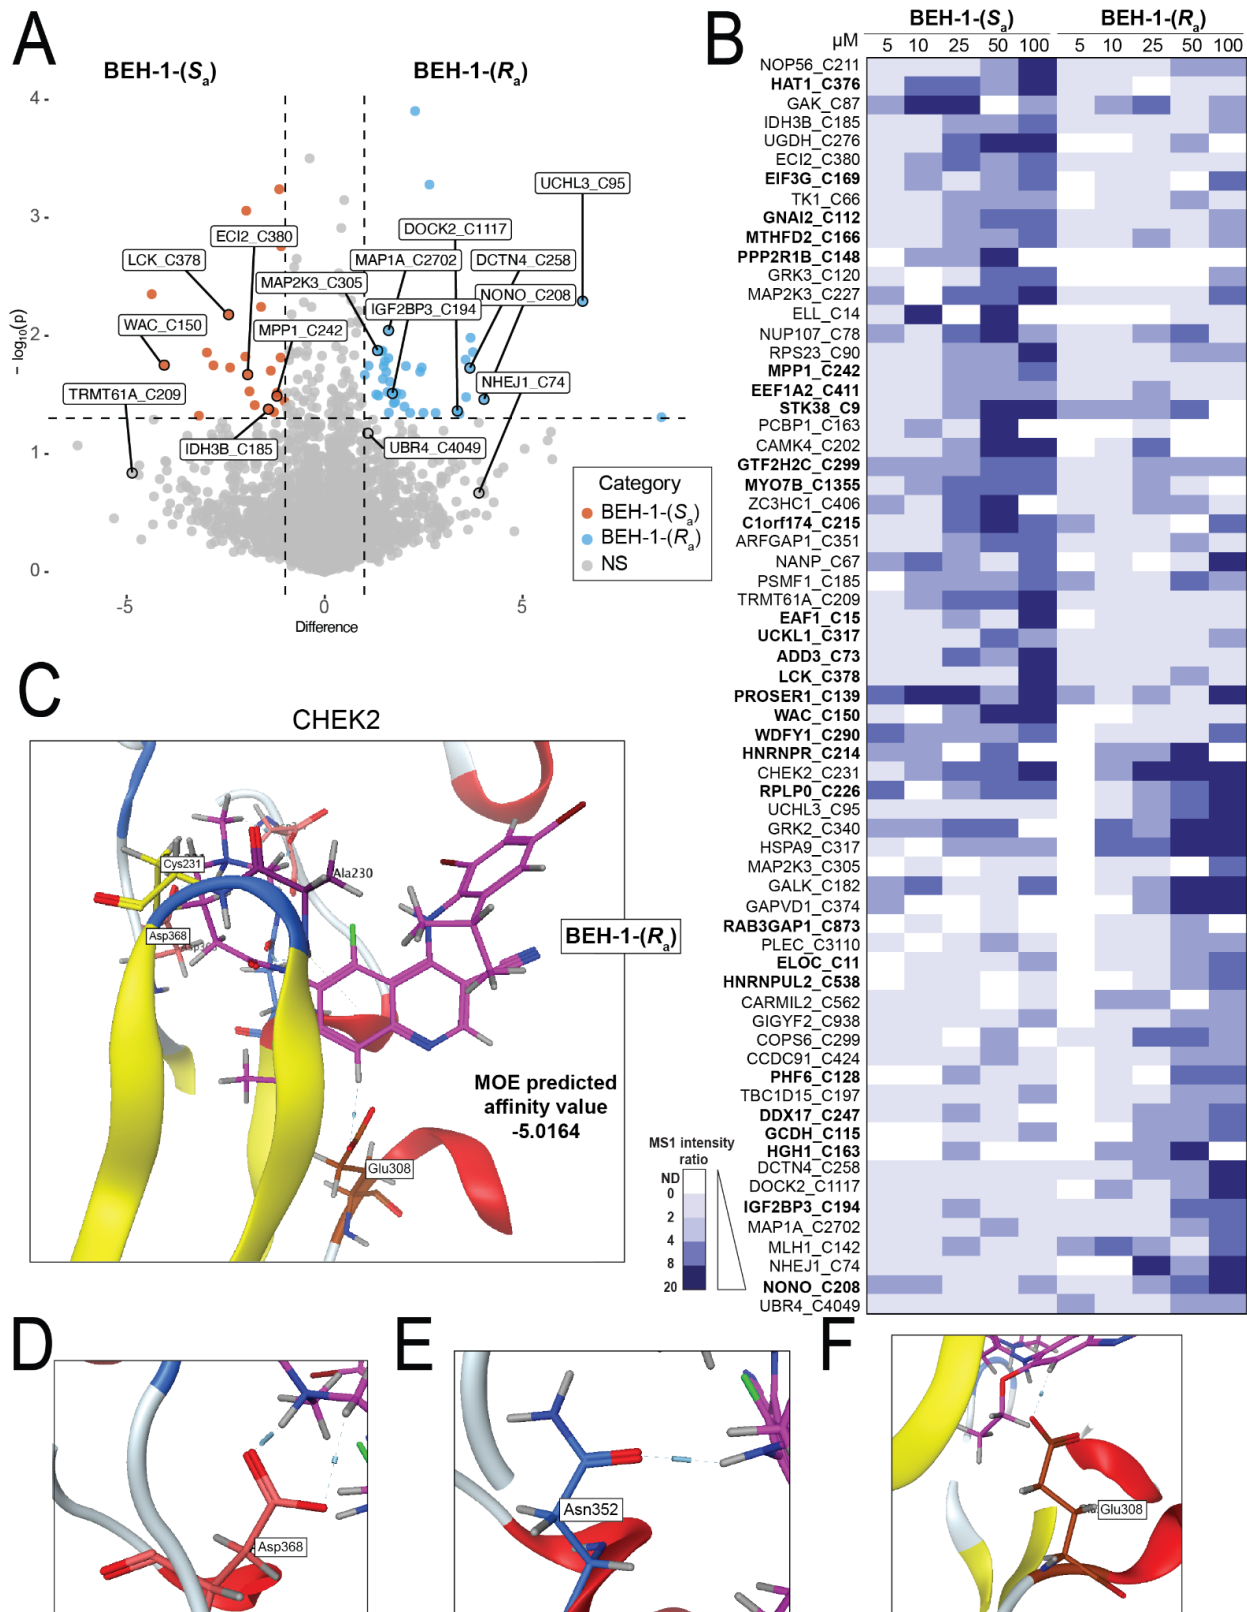 A
BEH-1-(Sa)
BEH-1-(Ra)
4
3
2
1
0
- log10(p)
UCHL3_C95
DOCK2_C1117
ECI2_C380
LCK_C378
MAP1A_C2702
DCTN4_C258
MAP2K3_C305
NONO_C208
IGF2BP3_C194
WAC_C150
MPP1_C242
NHEJ1_C74
TRMT61A_C209
IDH3B_C185
UBR4_C4049
Category
BEH-1-(Sa)
BEH-1-(Ra)
NS
-5
0
5
Difference
B
BEH-1-(Sa)
BEH-1-(Ra)
µM
5 10 25 50 100 5 10 25 50 100
NOP56_C211
HAT1_C376
GAK_C87
IDH3B_C185
UGDH_C276
ECI2_C380
EIF3G_C169
TK1_C66
GNAI2_C112
MTHFD2_C166
PPP2R1B_C148
GRK3_C120
MAP2K3_C227
ELL_C14
NUP107_C78
RPS23_C90
MPP1_C242
EEF1A2_C411
STK38_C9
PCBP1_C163
CAMK4_C202
GTF2H2C_C299
MYO7B_C1355
ZC3HC1_C406
C1orf174_C215
ARFGAP1_C351
NANP_C67
PSMF1_C185
TRMT61A_C209
EAF1_C15
UCKL1_C317
ADD3_C73
LCK_C378
PROSER1_C139
WAC_C150
WDFY1_C290
HNRNPR_C214
CHEK2_C231
RPLP0_C226
UCHL3_C95
GRK2_C340
HSPA9_C317
MAP2K3_C305
GALK_C182
GAPVD1_C374
RAB3GAP1_C873
PLEC_C3110
ELOC_C11
HNRNPUL2_C538
CARMIL2_C562
GIGYF2_C938
COPS6_C299
CCDC91_C424
PHF6_C128
TBC1D15_C197
DDX17_C247
GCDH_C115
HGH1_C163
DCTN4_C258
DOCK2_C1117
IGF2BP3_C194
MAP1A_C2702
MLH1_C142
NHEJ1_C74
NONO_C208
UBR4_C4049
MS1 intensity
ratio
ND
0
2
4
8
20
C
CHEK2
Cys231
Ala230
Asp368
BEH-1-(Ra)
MOE predicted
affinity value
-5.0164
Glu308
D
Asp368
E
Asn352
F
Glu308